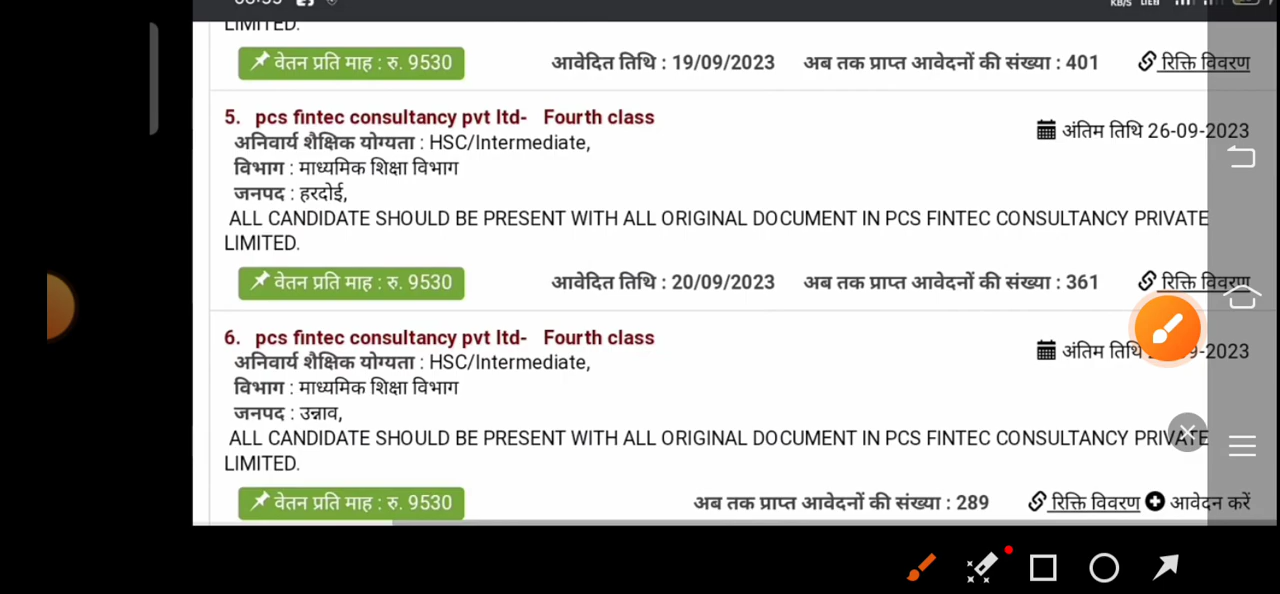 LIMITED.
वेतन प्रति माह : रु. 9530 आवेदित तिथि : 19/09/2023 अब तक प्राप्त आवेदनों की संख्या : 401 रिक्ति विवरण
5. pcs fintec consultancy pvt ltd- Fourth class
अंतिम तिथि 26-09-2023
अनिवार्य शैक्षिक योग्यता : HSC/Intermediate,
विभाग : माध्यमिक शिक्षा विभाग
जनपद : हरदोई,
ALL CANDIDATE SHOULD BE PRESENT WITH ALL ORIGINAL DOCUMENT IN PCS FINTEC CONSULTANCY PRIVATE
LIMITED.
वेतन प्रति माह : रु. 9530 आवेदित तिथि : 20/09/2023 अब तक प्राप्त आवेदनों की संख्या : 361 रिक्ति विवरण
6. pcs fintec consultancy pvt ltd- Fourth class
अंतिम तिथि 9-2023
अनिवार्य शैक्षिक योग्यता : HSC/Intermediate,
विभाग : माध्यमिक शिक्षा विभाग
जनपद : उन्नाव,
ALL CANDIDATE SHOULD BE PRESENT WITH ALL ORIGINAL DOCUMENT IN PCS FINTEC CONSULTANCY PRIVATE
LIMITED.
वेतन प्रति माह : रु. 9530 अब तक प्राप्त आवेदनों की संख्या : 289 रिक्ति विवरण आवेदन करें